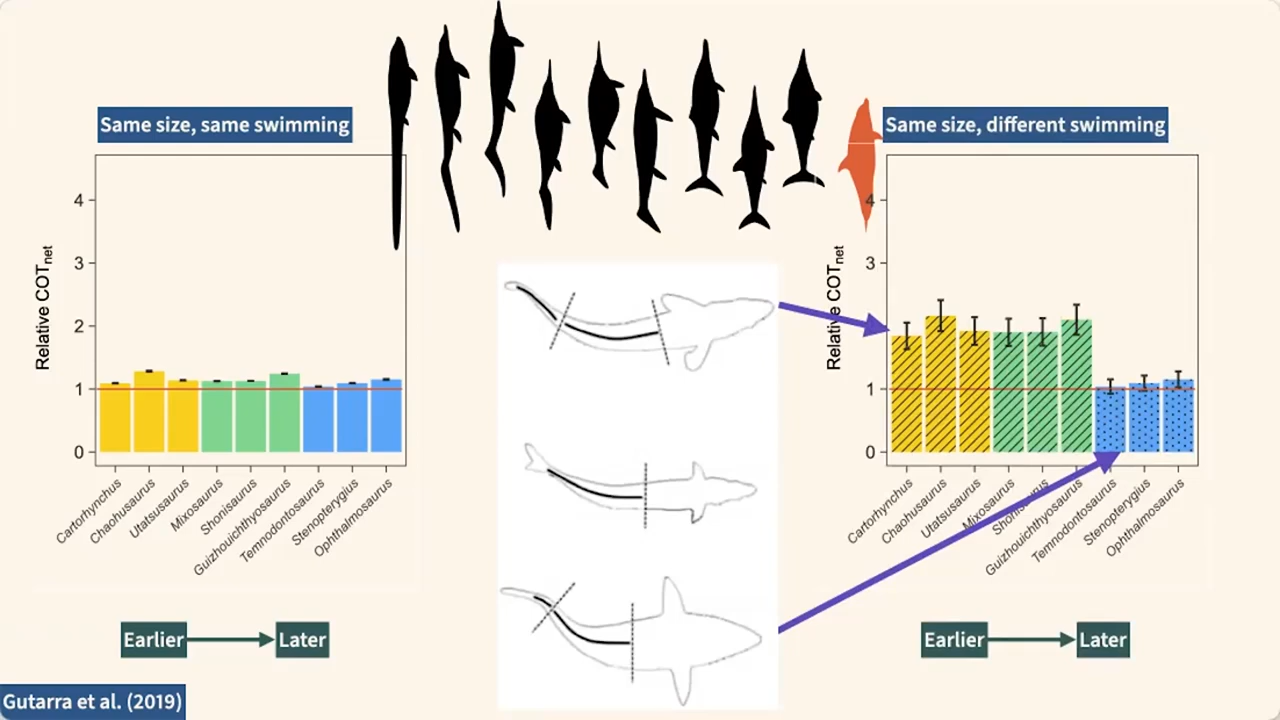 Same size, same swimming
Same size, different swimming
4
3
2
1
0
Relative COTnet
Cartorhynchus
Chaohusaurus
Utatsusaurus
Mixosaurus
Shonisaurus
Guizhouichthyosaurus
Temnodontosaurus
Stenopterygius
Ophthalmosaurus
4
3
2
1
0
Relative COTnet
Cartorhynchus
Chaohusaurus
Utatsusaurus
Mixosaurus
Shonisaurus
Guizhouichthyosaurus
Temnodontosaurus
Stenopterygius
Ophthalmosaurus
Earlier
Later
Earlier
Later
Gutarra et al. (2019)